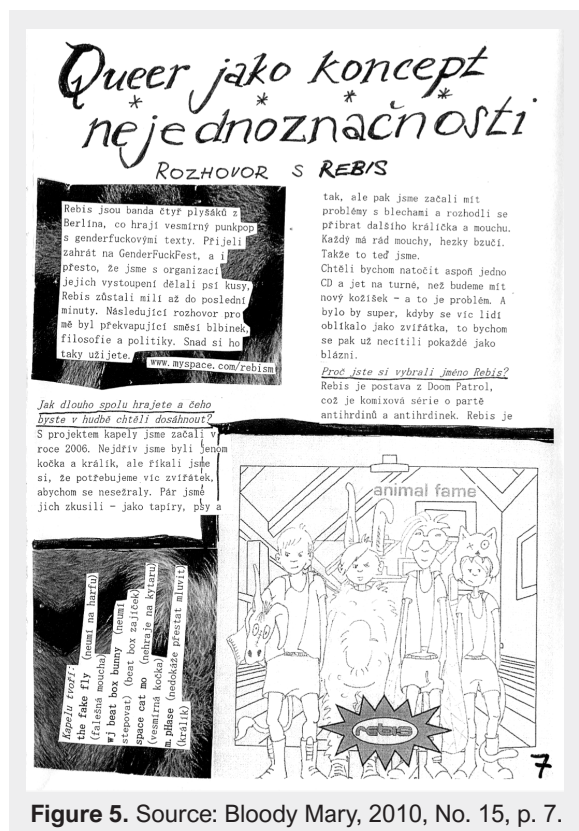 Queer jako koncept
nejednoznačnosti
ROZHOVOR S REBIS
Rebis jsou banda čtyř plyšáků z
Berlína, co hrají vesmírný punkpop
s genderfuckovými texty. Přijeli
zahrát na GenderFuckFest, a i
přesto, že jsme s organizací
jejich vystoupení dělali psí kusy,
Rebis zůstali milí až do poslední
minuty. Následující rozhovor pro
mě byl překvapující směsí blbinek,
filosofie a politiky. Snad si ho
taky užijete.
www.myspace.com/rebism
Jak dlouho spolu hrajete a čeho
byste v hudbě chtěli dosáhnout?
S projektem kapely jsme začali v
roce 2006. Nejdřív jsme byli jenom
kočka a králík, ale říkali jsme
si, že potřebujeme víc zvířátek,
abychom se nesežraly. Pár jsme
jich zkusili - jako tapíry, psy a
tak, ale pak jsme začali mít
problémy s blechami a rozhodli se
přibrat dalšího králíčka a mouchu.
Každý má rád mouchy, hezky bzučí.
Takže to teď jsme.
Chtěli bychom natočit aspoň jedno
CD a jet na turné, než budeme mít
nový kožíšek - a to je problém. A
bylo by super, kdyby se víc lidí
oblíkalo jako zvířátka, to bychom
se pak už necítili pokaždé jako
blázni.
Proč jste si vybrali jméno Rebis?
Rebis je postava z Doom Patrol,
což je komixová série o partě
antihrdinů a antihrdinek. Rebis je
Kapelu tvoří:
the fake fly (neumí na harfu)
(falešná moucha)
wj beat box bunny (neumí
stepovat) (beat box zajíček)
space cat mo (nehraje na kytaru)
(vesmírná kočka)
m.phase (nedokáže přestat mluvit)
(králík)
animal fame
rebis
7
Figure 5. Source: Bloody Mary, 2010, No. 15, p. 7.